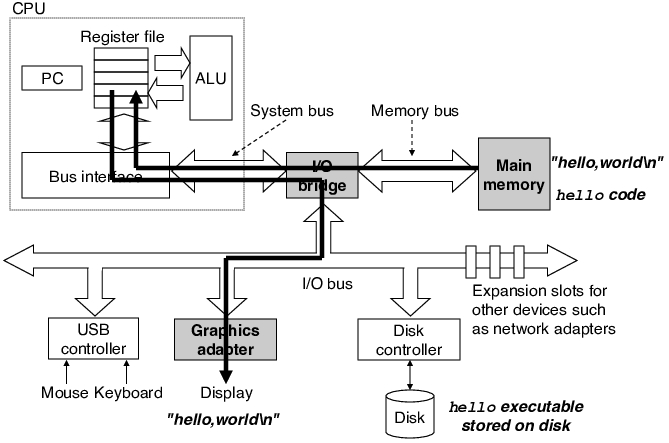 CPU
Register file
PC
ALU
System bus
Memory bus
Bus interface
I/O
bridge
Main
memory
"hello,world\n"
hello code
I/O bus
Expansion slots for
other devices such
as network adapters
USB
controller
Graphics
adapter
Disk
controller
Mouse Keyboard
Display
"hello,world\n"
Disk
hello executable
stored on disk